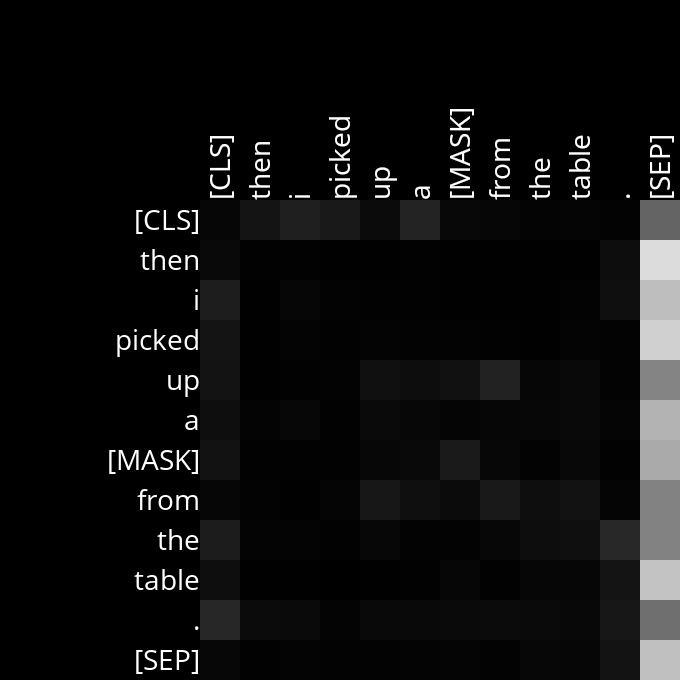 [CLS] then i picked up a [MASK] from the table . [SEP]
[CLS]
then
i
picked
up
a
[MASK]
from
the
table
.
[SEP]